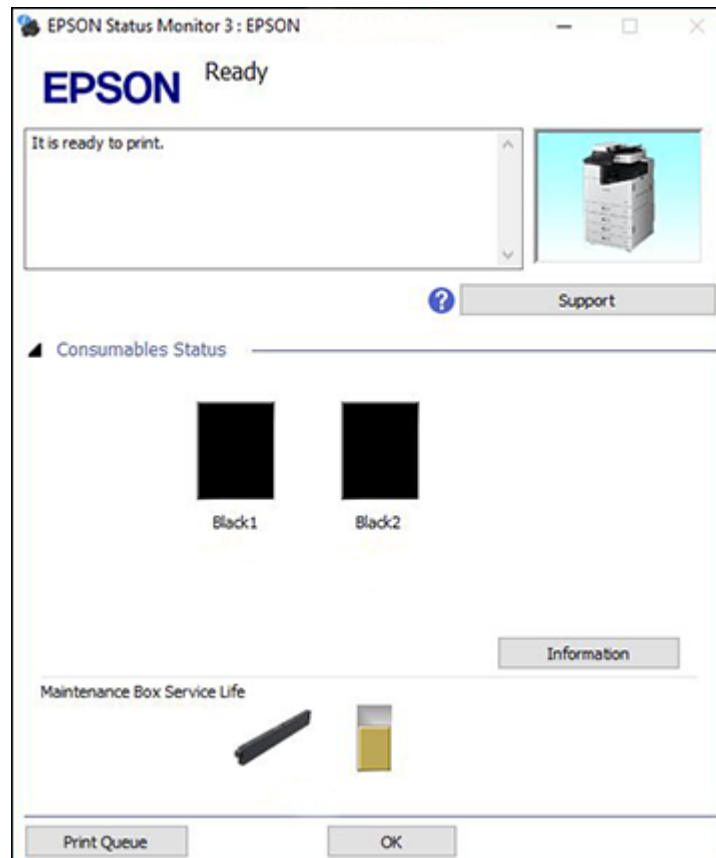 EPSON Status Monitor 3 : EPSON
EPSON
Ready
It is ready to print.
?
Support
Consumables Status
Black1
Black2
Information
Maintenance Box Service Life
Print Queue
OK